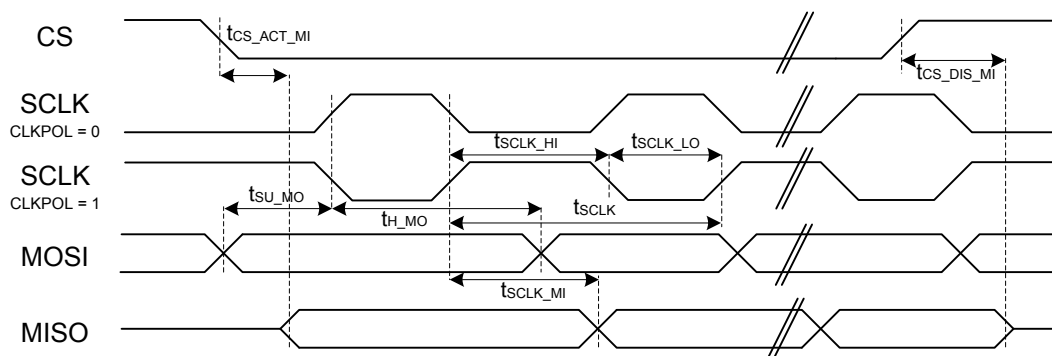 CS
tCS_ACT_MI
tCS_DIS_MI
SCLK
CLKPOL = 0
tSCLK_HI
tSCLK_LO
SCLK
CLKPOL = 1
tSU_MO
tH_MO
tSCLK
MOSI
tSCLK_MI
MISO